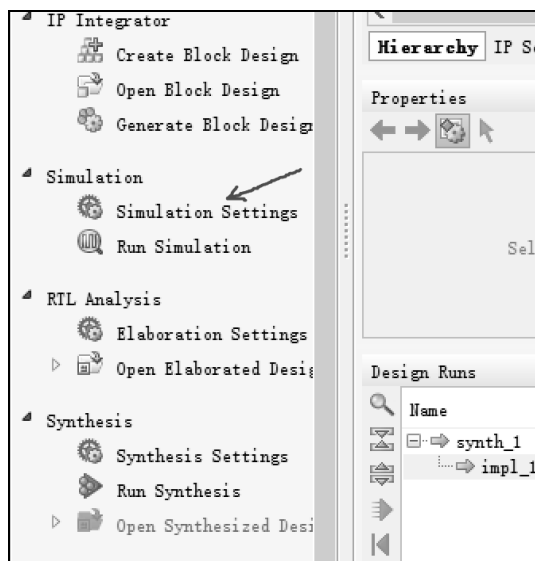 IP Integrator
Create Block Design
Open Block Design
Generate Block Desig
Simulation
Simulation Settings
Run Simulation
RTL Analysis
Elaboration Settings
Open Elaborated Desig
Synthesis
Synthesis Settings
Run Synthesis
Open Synthesized Desi
Hierarchy IP So
Properties
Sel
Design Runs
Name
synth_1
impl_1